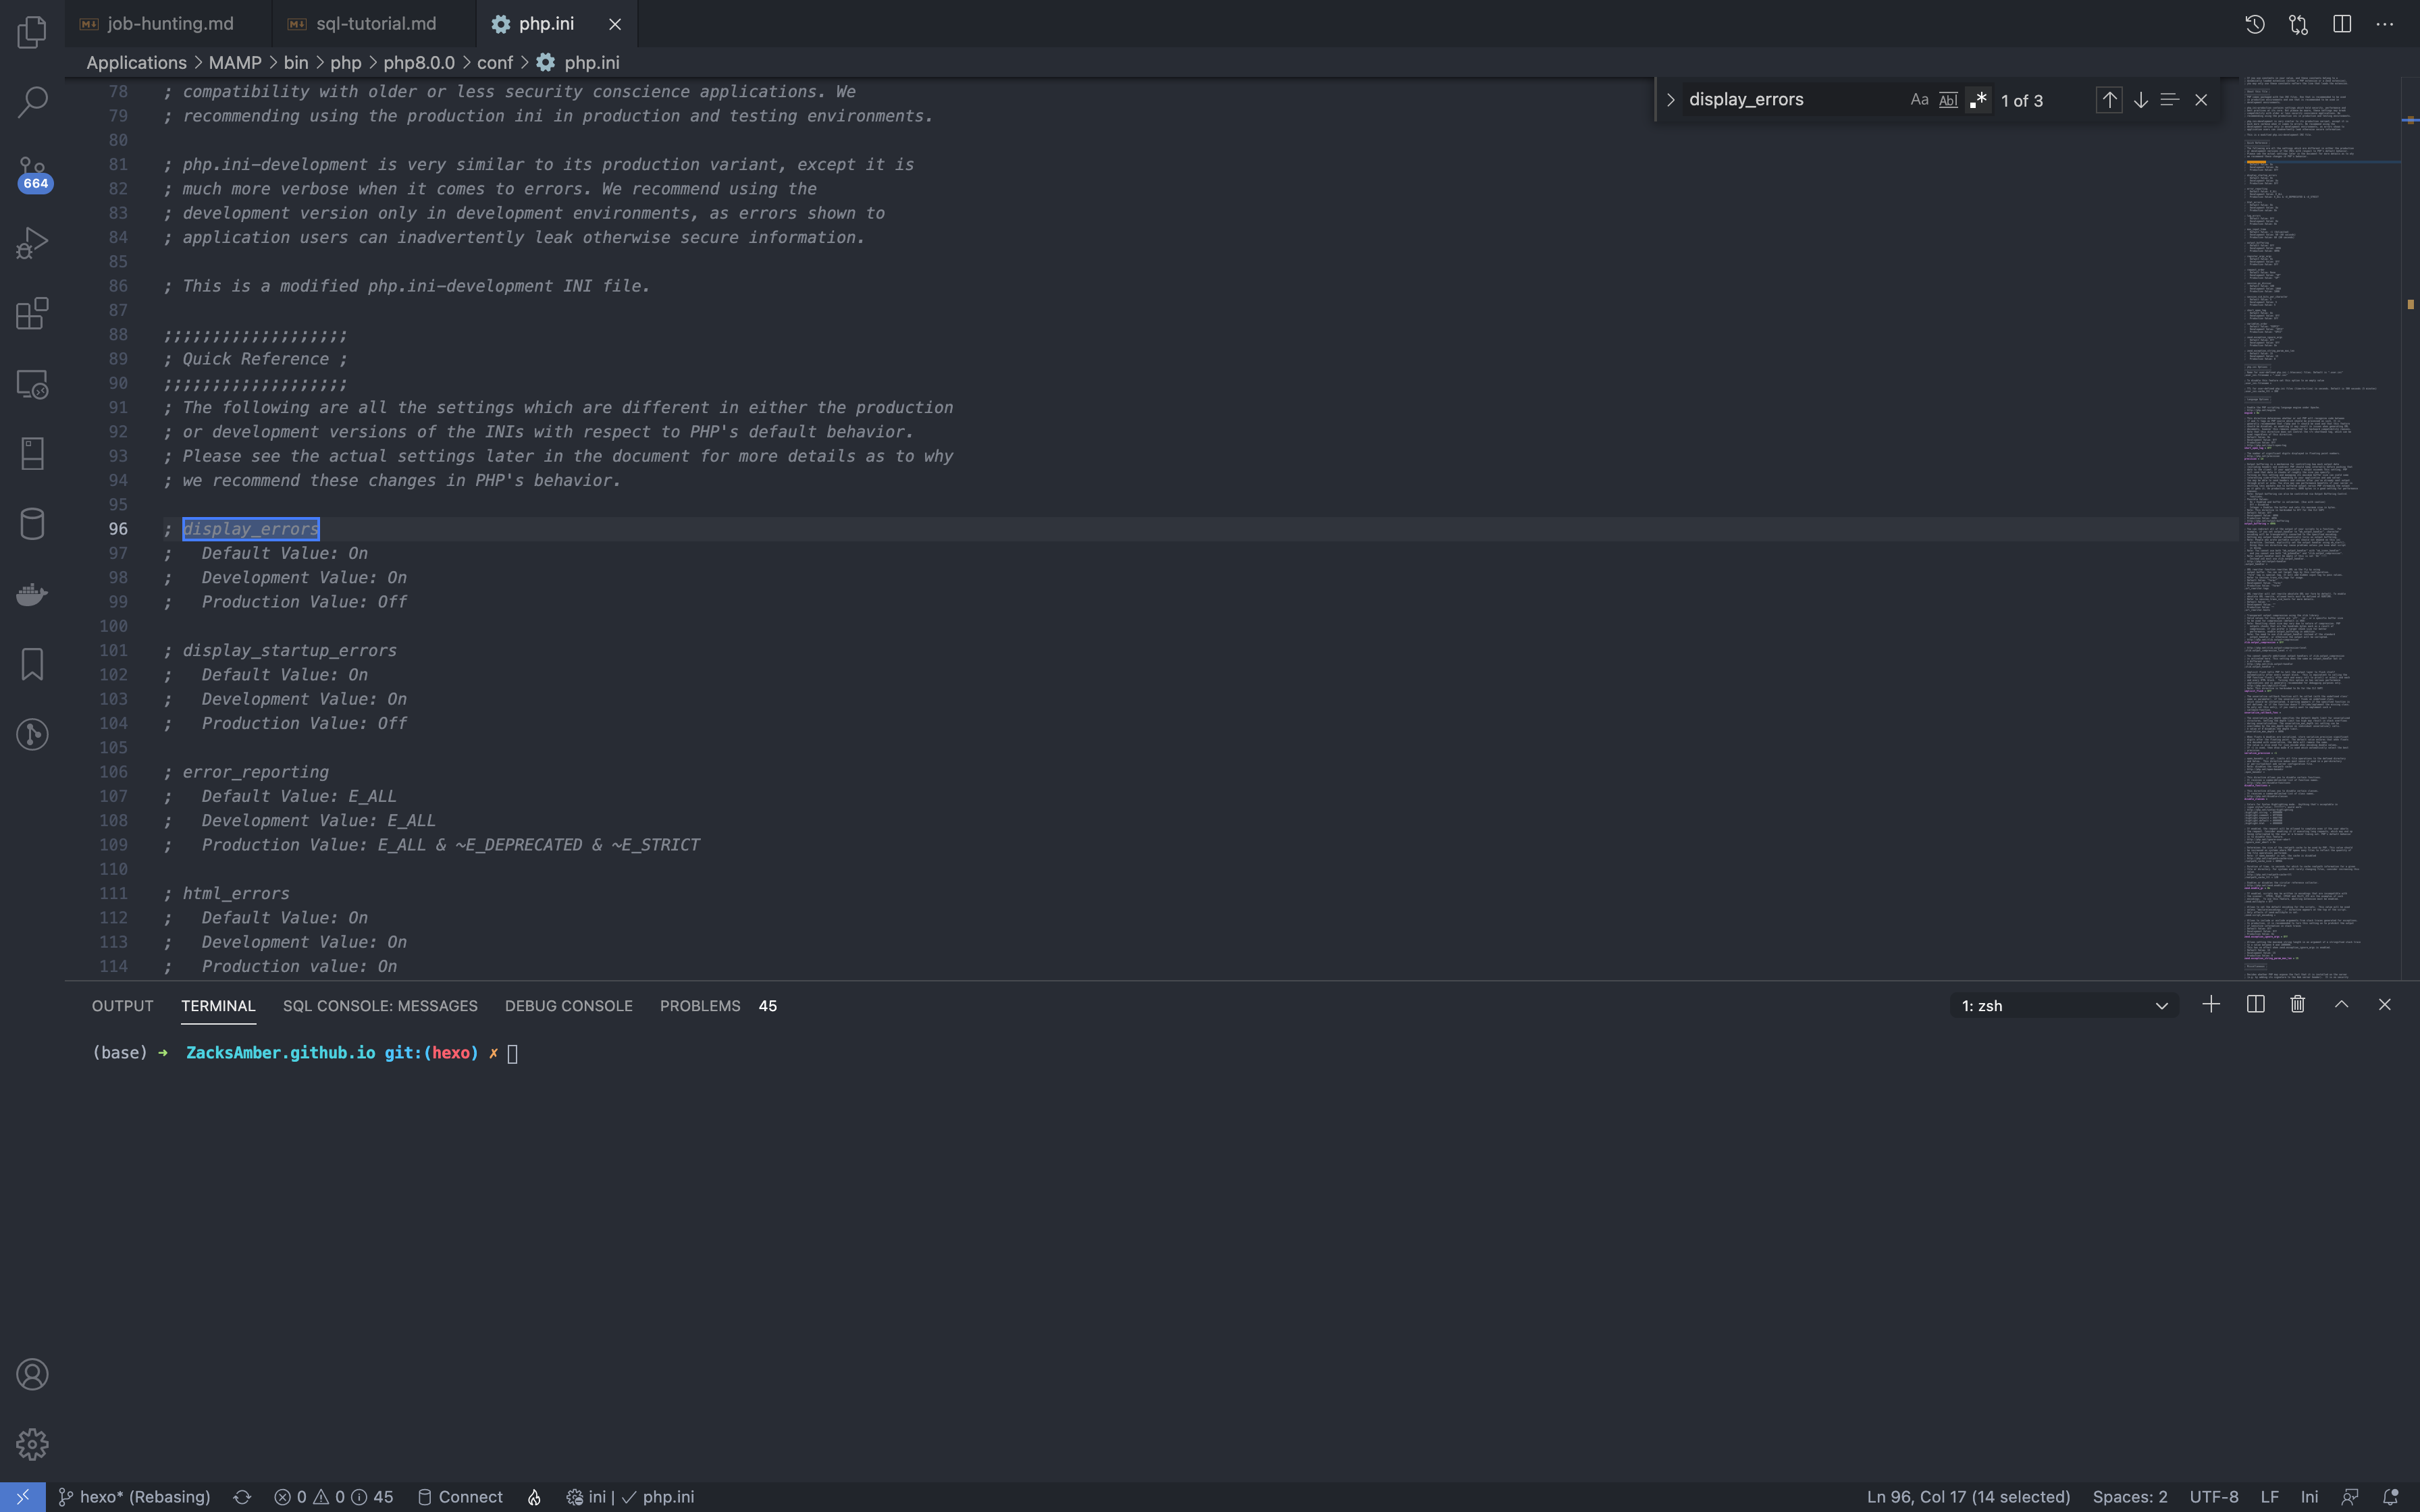 job-hunting.md
sql-tutorial.md
php.ini
Applications > MAMP > bin > php > php8.0.0 > conf > php.ini
display_errors
Aa
Ab|
.*
1 of 3
664
78 ; compatibility with older or less security conscience applications. We
79 ; recommending using the production ini in production and testing environments.
80
81 ; php.ini-development is very similar to its production variant, except it is
82 ; much more verbose when it comes to errors. We recommend using the
83 ; development version only in development environments, as errors shown to
84 ; application users can inadvertently leak otherwise secure information.
85
86 ; This is a modified php.ini-development INI file.
87
88 ;;;;;;;;;;;;;;;;;;;
89 ; Quick Reference ;
90 ;;;;;;;;;;;;;;;;;;;
91 ; The following are all the settings which are different in either the production
92 ; or development versions of the INIs with respect to PHP's default behavior.
93 ; Please see the actual settings later in the document for more details as to why
94 ; we recommend these changes in PHP's behavior.
95
96 ; display_errors
97 ;   Default Value: On
98 ;   Development Value: On
99 ;   Production Value: Off
100
101 ; display_startup_errors
102 ;   Default Value: On
103 ;   Development Value: On
104 ;   Production Value: Off
105
106 ; error_reporting
107 ;   Default Value: E_ALL
108 ;   Development Value: E_ALL
109 ;   Production Value: E_ALL & ~E_DEPRECATED & ~E_STRICT
110
111 ; html_errors
112 ;   Default Value: On
113 ;   Development Value: On
114 ;   Production value: On
OUTPUT TERMINAL SQL CONSOLE: MESSAGES DEBUG CONSOLE PROBLEMS 45
1: zsh
(base) ➜ ZacksAmber.github.io git:(hexo) ✗
hexo* (Rebasing) 0 0 45 Connect ini | ✓ php.ini
Ln 96, Col 17 (14 selected) Spaces: 2 UTF-8 LF Ini